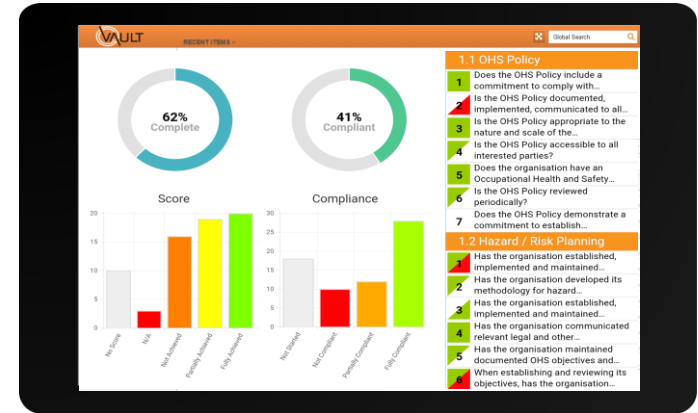 VAULT
RECENT ITEMS
Global Search
62%
Complete
41%
Compliant
Score
20
15
10
5
0
No Score
N/A
Not Achieved
Partially Achieved
Fully Achieved
Compliance
30
25
20
15
10
5
0
Not Started
Not Compliant
Partially Compliant
Fully Compliant
1.1 OHS Policy
1 Does the OHS Policy include a
commitment to comply with...
2 Is the OHS Policy documented,
implemented, communicated to all...
3 Is the OHS Policy appropriate to the
nature and scale of the...
4 Is the OHS Policy accessible to all
interested parties?
5 Does the organisation have an
Occupational Health and Safety...
6 Is the OHS Policy reviewed
periodically?
7 Does the OHS Policy demonstrate a
commitment to establish...
1.2 Hazard / Risk Planning
1 Has the organisation established,
implemented and maintained...
2 Has the organisation developed its
methodology for hazard...
3 Has the organisation established,
implemented and maintained...
4 Has the organisation communicated
relevant legal and other...
5 Has the organisation maintained
documented OHS objectives and...
6 When establishing and reviewing its
objectives, has the organisation...